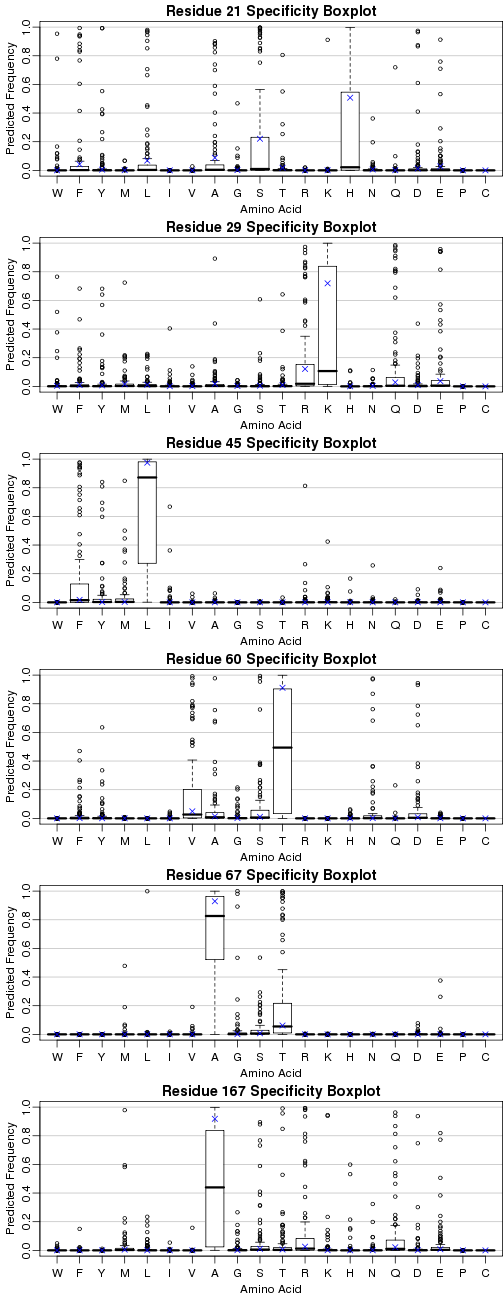 Residue 21 Specificity Boxplot
Predicted Frequency
0.0 0.2 0.4 0.6 0.8 1.0
W F Y M L I V A G S T R K H N Q D E P C
Amino Acid
Residue 29 Specificity Boxplot
Predicted Frequency
0.0 0.2 0.4 0.6 0.8 1.0
W F Y M L I V A G S T R K H N Q D E P C
Amino Acid
Residue 45 Specificity Boxplot
Predicted Frequency
0.0 0.2 0.4 0.6 0.8 1.0
W F Y M L I V A G S T R K H N Q D E P C
Amino Acid
Residue 60 Specificity Boxplot
Predicted Frequency
0.0 0.2 0.4 0.6 0.8 1.0
W F Y M L I V A G S T R K H N Q D E P C
Amino Acid
Residue 67 Specificity Boxplot
Predicted Frequency
0.0 0.2 0.4 0.6 0.8 1.0
W F Y M L I V A G S T R K H N Q D E P C
Amino Acid
Residue 167 Specificity Boxplot
Predicted Frequency
0.0 0.2 0.4 0.6 0.8 1.0
W F Y M L I V A G S T R K H N Q D E P C
Amino Acid